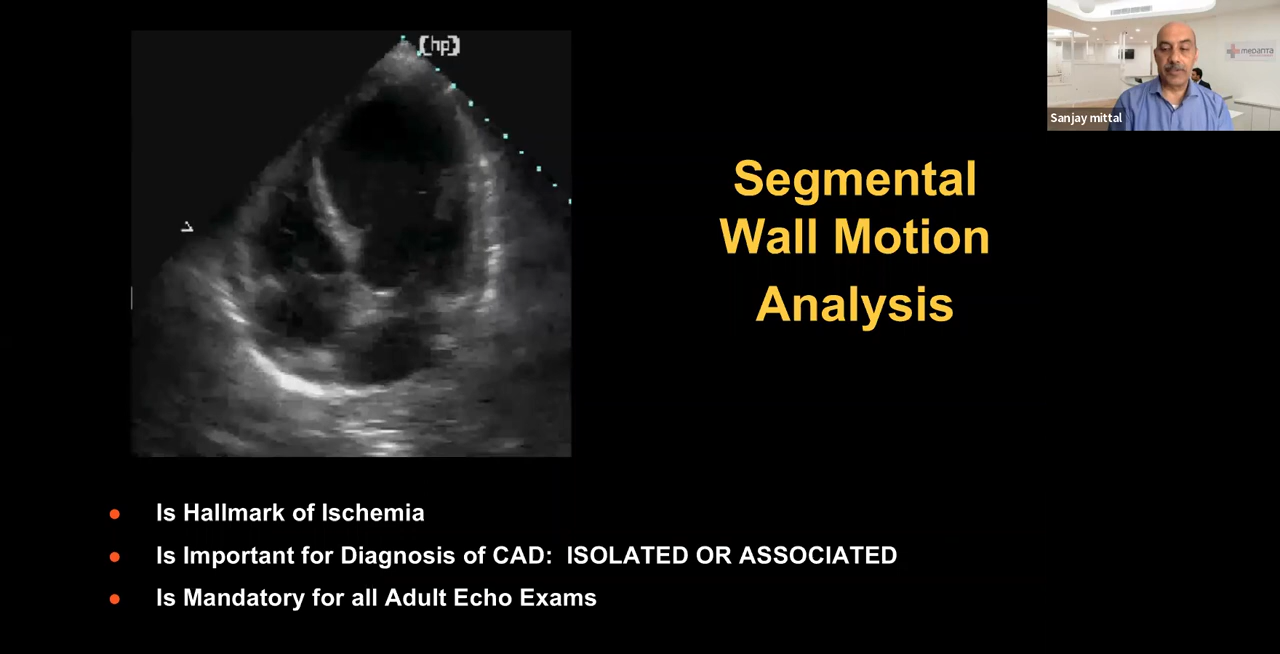 (hp)
Sanjay mittal
medanta
Segmental
Wall Motion
Analysis
Is Hallmark of Ischemia
Is Important for Diagnosis of CAD: ISOLATED OR ASSOCIATED
Is Mandatory for all Adult Echo Exams